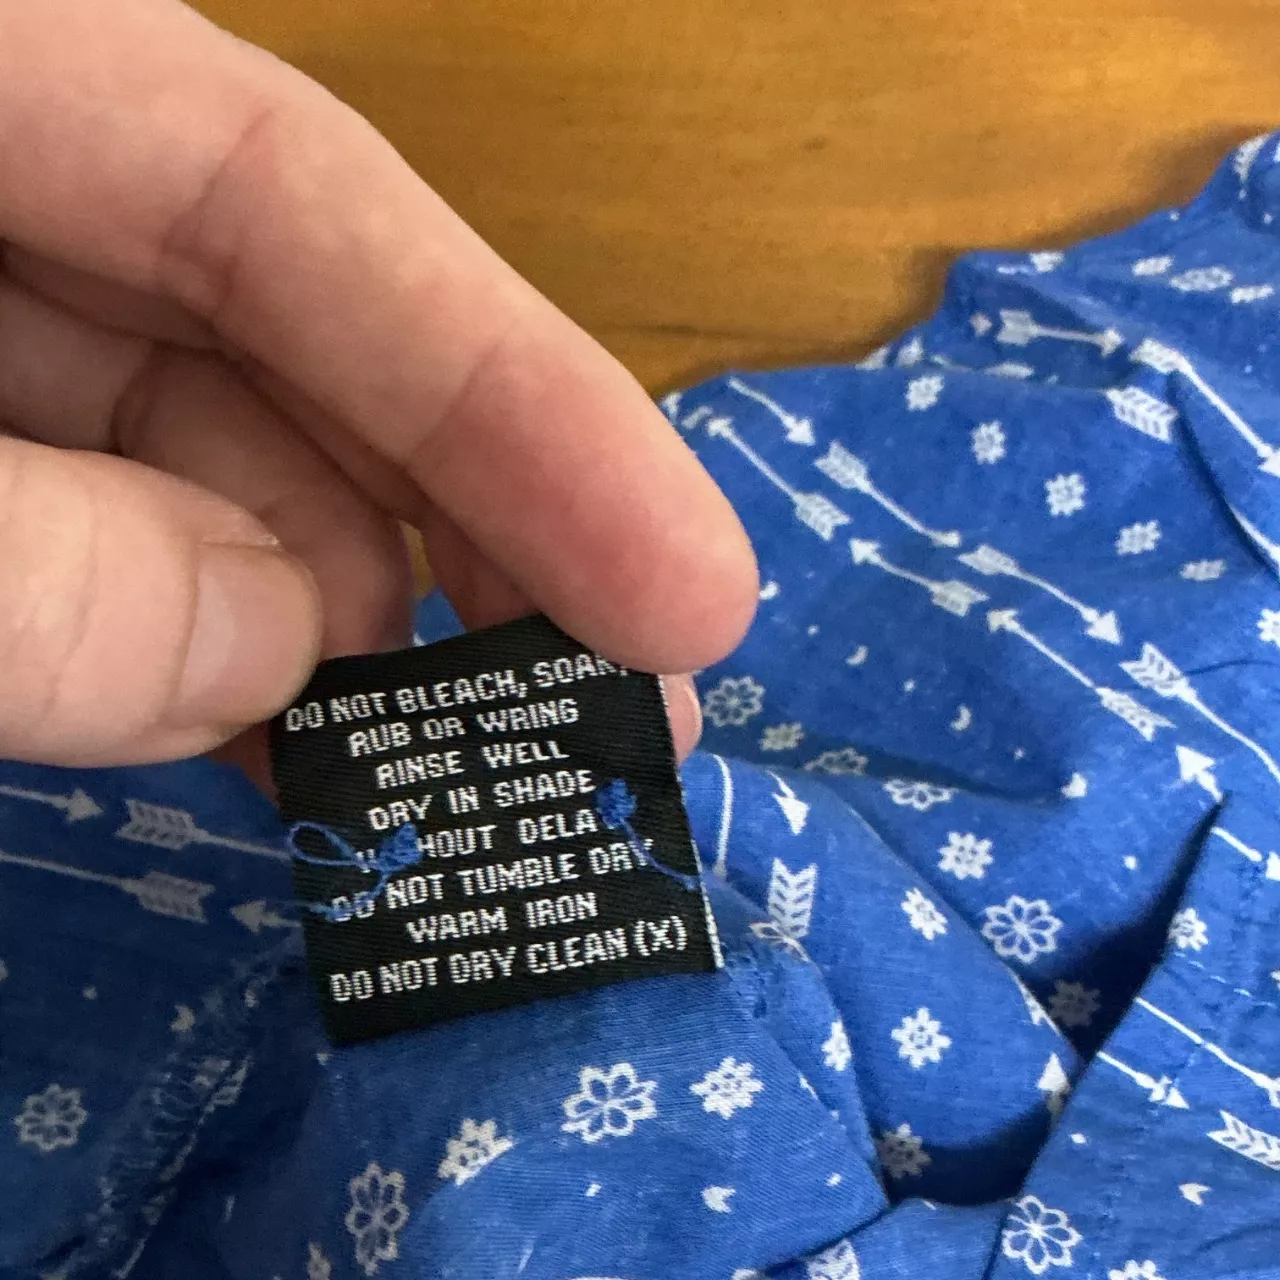 DO NOT BLEACH, SOAK,
RUB OR WRING
RINSE WELL
DRY IN SHADE
DO NOT TUMBLE DRY
WARM IRON
DO NOT DRY CLEAN (X)